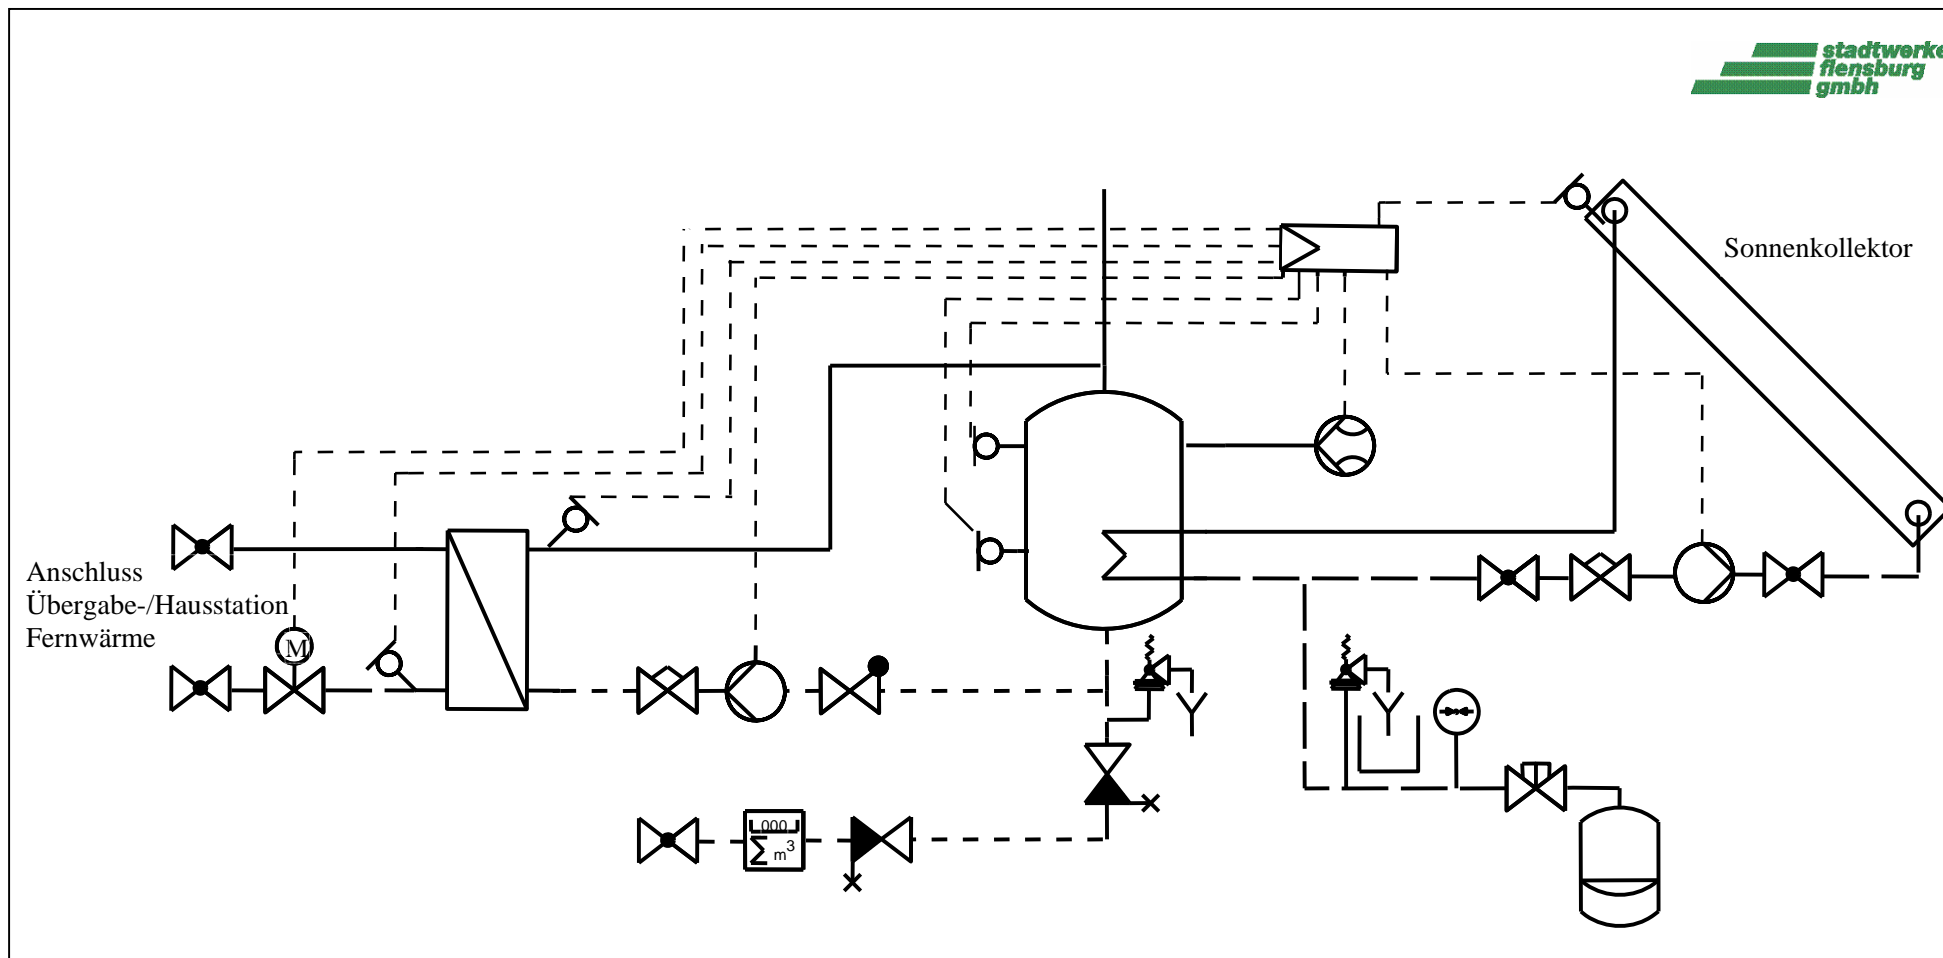 stadtwerke
flensburg
gmbh
Sonnenkollektor
Anschluss
Übergabe-/Hausstation
Fernwärme
M
000
Σ m³